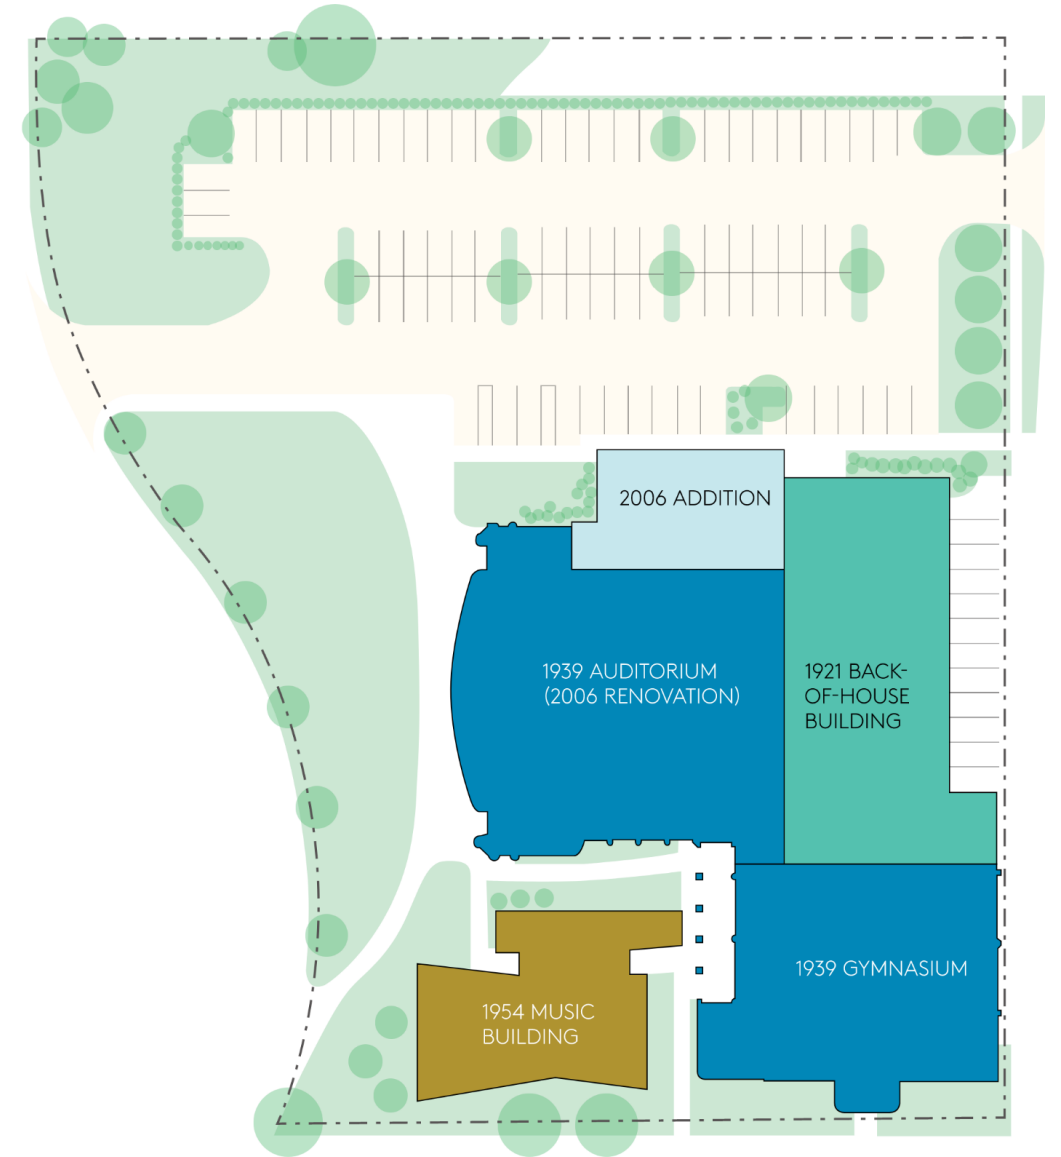 2006 ADDITION
1939 AUDITORIUM
(2006 RENOVATION)
1921 BACK-
OF-HOUSE
BUILDING
1939 GYMNASIUM
1954 MUSIC
BUILDING